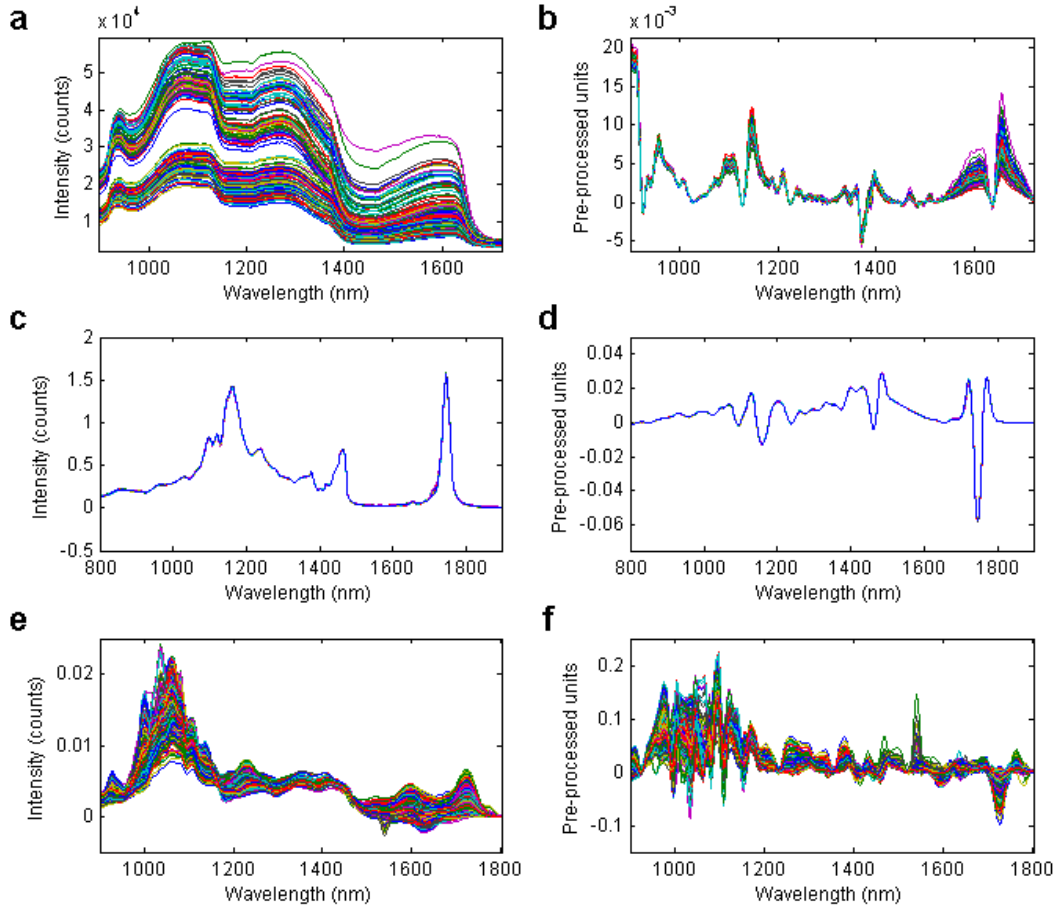 a
x 10⁴
Intensity (counts)
5
4
3
2
1
1000 1200 1400 1600
Wavelength (nm)
b
x 10⁻³
Pre-processed units
20
15
10
5
0
-5
1000 1200 1400 1600
Wavelength (nm)
c
Intensity (counts)
2
1.5
1
0.5
0
-0.5
800 1000 1200 1400 1600 1800
Wavelength (nm)
d
Pre-processed units
0.04
0.02
0
-0.02
-0.04
-0.06
800 1000 1200 1400 1600 1800
Wavelength (nm)
e
Intensity (counts)
0.02
0.01
0
1000 1200 1400 1600 1800
Wavelength (nm)
f
Pre-processed units
0.2
0.1
0
-0.1
1000 1200 1400 1600 1800
Wavelength (nm)